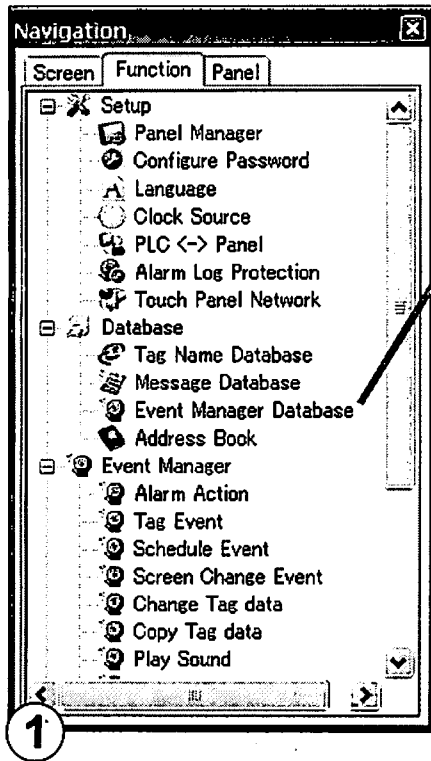 Navigation
Screen Function Panel
Setup
Panel Manager
Configure Password
Language
Clock Source
PLC <-> Panel
Alarm Log Protection
Touch Panel Network
Database
Tag Name Database
Message Database
Event Manager Database
Address Book
Event Manager
Alarm Action
Tag Event
Schedule Event
Screen Change Event
Change Tag data
Copy Tag data
Play Sound
1